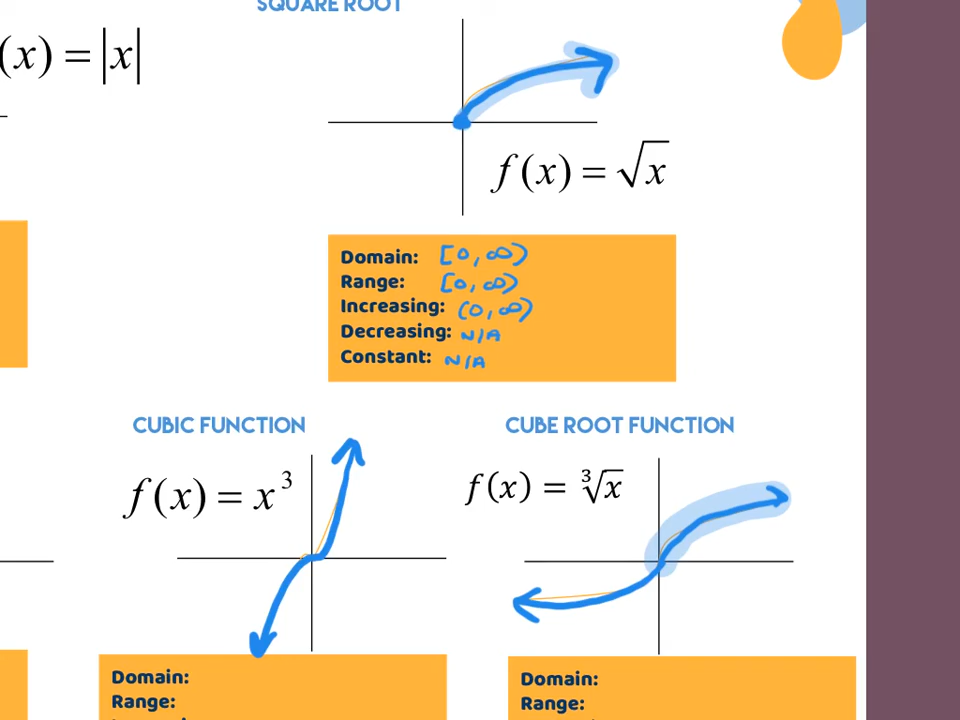 SQUARE ROOT
(x) = |x|
f(x) = √x
Domain: [0, ∞)
Range: [0, ∞)
Increasing: (0, ∞)
Decreasing: N/A
Constant: N/A
CUBIC FUNCTION
f(x) = x³
CUBE ROOT FUNCTION
f(x) = ∛x
Domain:
Range:
Domain:
Range: